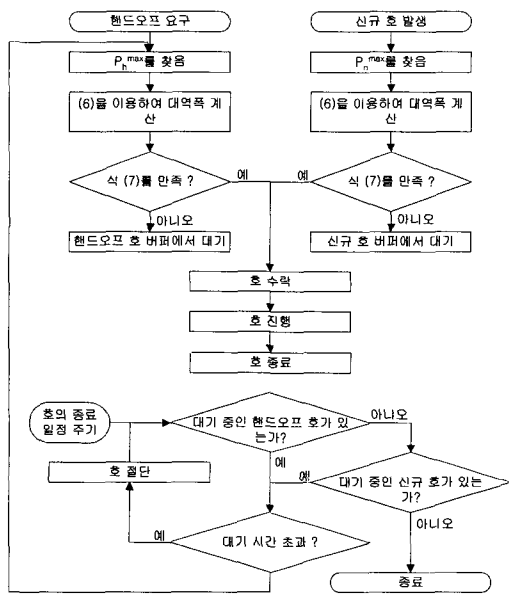 핸드오프 요구
신규 호 발생
P_h^max를 찾음
P_n^max를 찾음
(6)을 이용하여 대역폭 계
산
(6)을 이용하여 대역폭 계
산
식 (7)를 만족 ?
예
예
식 (7)를 만족 ?
아니오
아니오
핸드오프 호 버퍼에서 대기
신규 호 버퍼에서 대기
호 수락
호 진행
호 종료
호의 종료
일정 주기
대기 중인 핸드오프 호가 있
는가?
아니오
예
호 절단
예
대기 중인 신규 호가 있는
가?
예
대기 시간 초과 ?
아니오
종료